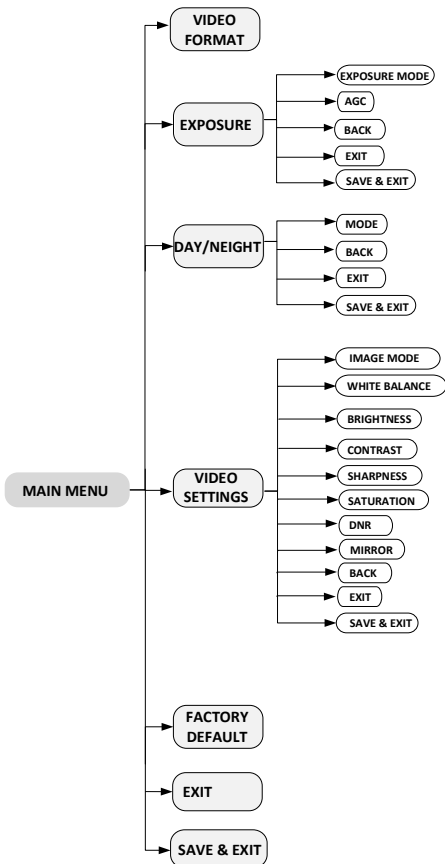 VIDEO
FORMAT
EXPOSURE
EXPOSURE MODE
AGC
BACK
EXIT
SAVE & EXIT
DAY/NEIGHT
MODE
BACK
EXIT
SAVE & EXIT
MAIN MENU
VIDEO
SETTINGS
IMAGE MODE
WHITE BALANCE
BRIGHTNESS
CONTRAST
SHARPNESS
SATURATION
DNR
MIRROR
BACK
EXIT
SAVE & EXIT
FACTORY
DEFAULT
EXIT
SAVE & EXIT